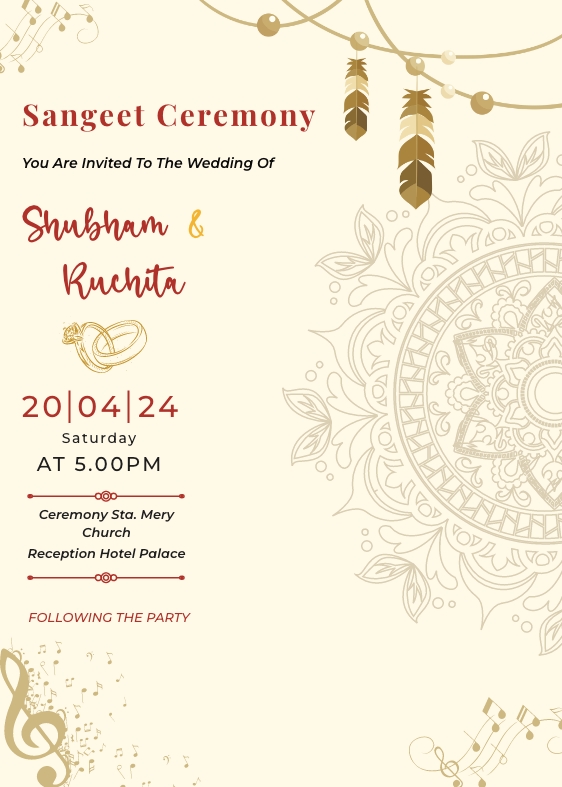 Sangeet Ceremony
You Are Invited To The Wedding Of
Shubham &
Ruchita
20|04|24
Saturday
AT 5.00PM
Ceremony Sta. Mery
Church
Reception Hotel Palace
FOLLOWING THE PARTY